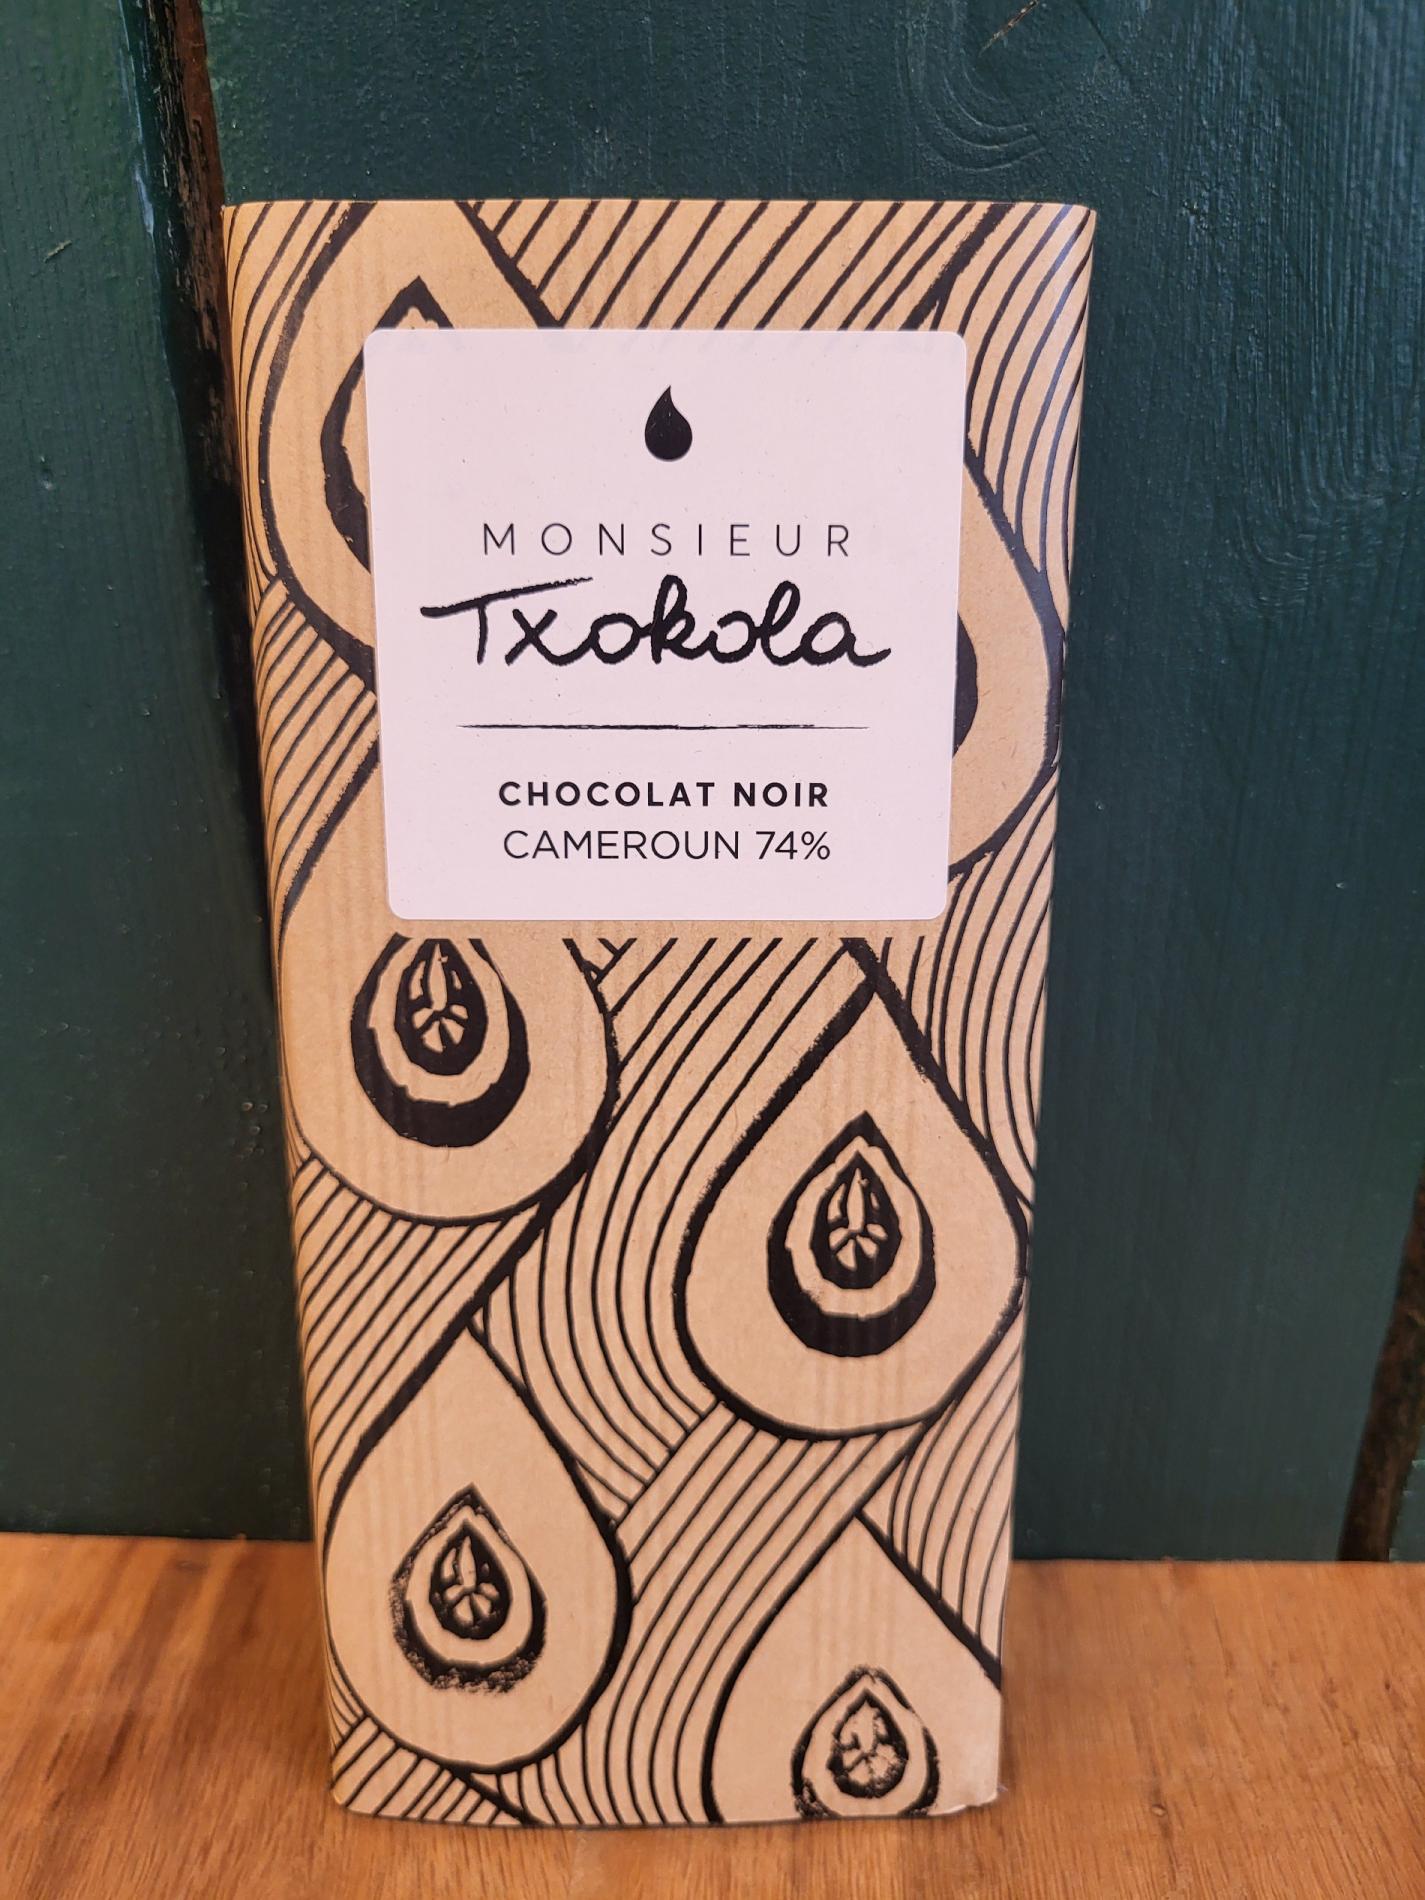 MONSIEUR
Txokola
CHOCOLAT NOIR
CAMEROUN 74%